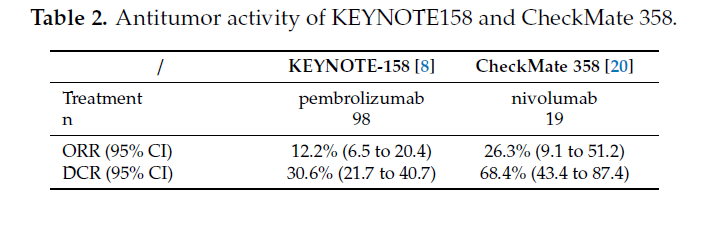 Table 2. Antitumor activity of KEYNOTE158 and CheckMate 358.
/ KEYNOTE-158 [8] CheckMate 358 [20]
Treatment pembrolizumab nivolumab
n 98 19
ORR (95% CI) 12.2% (6.5 to 20.4) 26.3% (9.1 to 51.2)
DCR (95% CI) 30.6% (21.7 to 40.7) 68.4% (43.4 to 87.4)